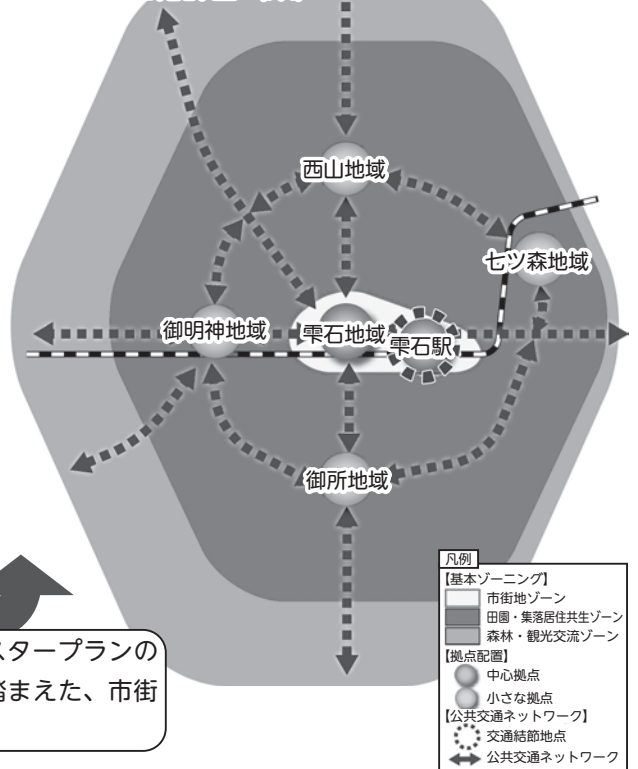 西山地域
七ツ森地域
御明神地域
雫石地域
雫石駅
御所地域
スタープランの
踏まえた、市街
凡例
【基本ゾーニング】
市街地ゾーン
田園・集落居住共生ゾーン
森林・観光交流ゾーン
【拠点配置】
中心拠点
小さな拠点
【公共交通ネットワーク】
交通結節地点
公共交通ネットワーク